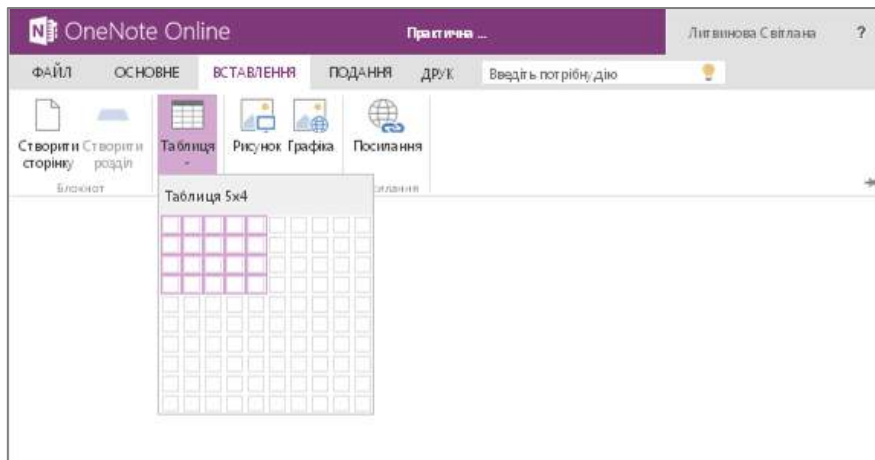 N OneNote Online Практична ... Литвинова Світлана ?
ФАЙЛ ОСНОВНЕ ВСТАВЛЕННЯ ПОДАННЯ ДРУК Введіть потрібну дію
Створити Створити Таблиця Рисунок Графіка Посилання
сторінку розділ
Блокнот силання
Таблиця 5x4